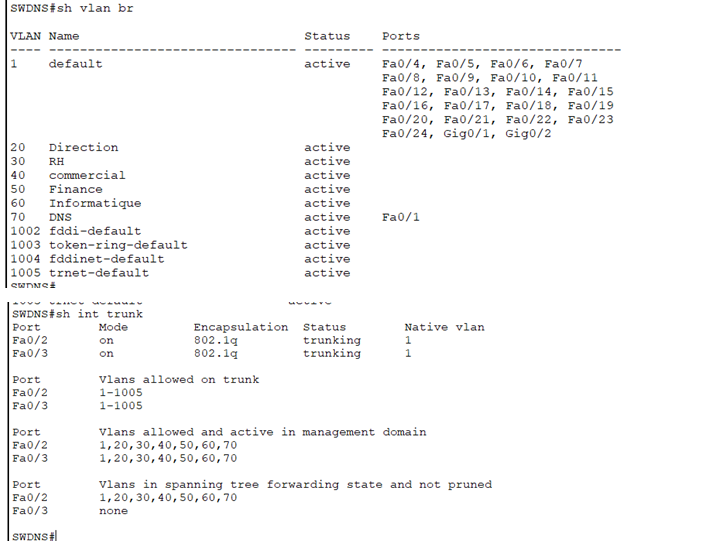 SWDNS#sh vlan br
VLAN Name Status Ports
---- -------------------------------- --------- -------------------------------
1 default active Fa0/4, Fa0/5, Fa0/6, Fa0/7
Fa0/8, Fa0/9, Fa0/10, Fa0/11
Fa0/12, Fa0/13, Fa0/14, Fa0/15
Fa0/16, Fa0/17, Fa0/18, Fa0/19
Fa0/20, Fa0/21, Fa0/22, Fa0/23
Fa0/24, Gig0/1, Gig0/2
20 Direction active
30 RH active
40 commercial active
50 Finance active
60 Informatique active
70 DNS active Fa0/1
1002 fddi-default active
1003 token-ring-default active
1004 fddinet-default active
1005 trnet-default active
SWDNS#
1005 trnet-default active
SWDNS#sh int trunk
Port Mode Encapsulation Status Native vlan
Fa0/2 on 802.1q trunking 1
Fa0/3 on 802.1q trunking 1
Port Vlans allowed on trunk
Fa0/2 1-1005
Fa0/3 1-1005
Port Vlans allowed and active in management domain
Fa0/2 1,20,30,40,50,60,70
Fa0/3 1,20,30,40,50,60,70
Port Vlans in spanning tree forwarding state and not pruned
Fa0/2 1,20,30,40,50,60,70
Fa0/3 none
SWDNS#